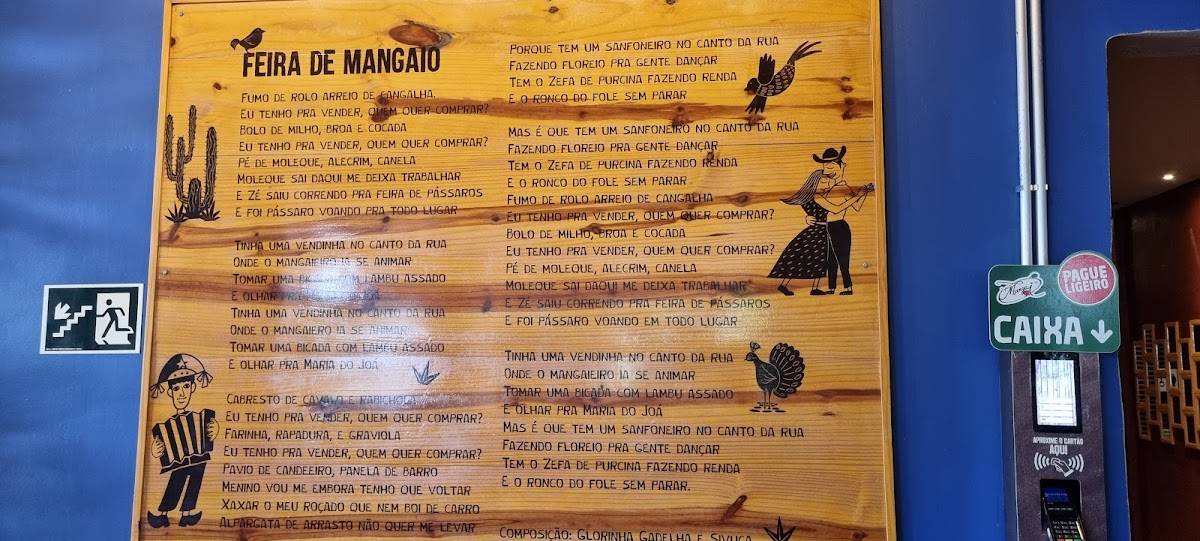 FEIRA DE MANGAIO
FUMO DE ROLO ARREIO DE CANGALHA.
EU TENHO PRA VENDER, QUEM QUER COMPRAR?
BOLO DE MILHO, BROA E COCADA
EU TENHO PRA VENDER, QUEM QUER COMPRAR?
PÉ DE MOLEQUE, ALECRIM, CANELA
MOLEQUE SAI DAQUI ME DEIXA TRABALHAR
E ZÉ SAIU CORRENDO PRA FEIRA DE PÁSSAROS
E FOI PÁSSARO VOANDO PRA TODO LUGAR
TINHA UMA VENDINHA NO CANTO DA RUA
ONDE O MANGAIEIRO IA SE ANIMAR
TOMAR UMA BICADA COM LAMBU ASSADO
E OLHAR PRA MARIA DO JOÁ
TINHA UMA VENDINHA NO CANTO DA RUA
ONDE O MANGAIERO IA SE ANIMAR
TOMAR UMA BICADA COM LAMBU ASSADO
E OLHAR PRA MARIA DO JOÁ
CABRESTO DE CAVALO E RABICHOLA
EU TENHO PRA VENDER, QUEM QUER COMPRAR?
FARINHA, RAPADURA, E GRAVIOLA
EU TENHO PRA VENDER, QUEM QUER COMPRAR?
PAVIO DE CANDEEIRO, PANELA DE BARRO
MENINO VOU ME EMBORA TENHO QUE VOLTAR
XAXAR O MEU ROÇADO QUE NEM BOI DE CARRO
ALPARGATA DE ARRASTO NÃO QUER ME LEVAR
PORQUE TEM UM SANFONEIRO NO CANTO DA RUA
FAZENDO FLOREIO PRA GENTE DANÇAR
TEM O ZEFA DE PURCINA FAZENDO RENDA
E O RONCO DO FOLE SEM PARAR
MAS É QUE TEM UM SANFONEIRO NO CANTO DA RUA
FAZENDO FLOREIO PRA GENTE DANÇAR
TEM O ZEFA DE PURCINA FAZENDO RENDA
E O RONCO DO FOLE SEM PARAR
FUMO DE ROLO ARREIO DE CANGALHA
EU TENHO PRA VENDER, QUEM QUER COMPRAR?
BOLO DE MILHO, BROA E COCADA
EU TENHO PRA VENDER, QUEM QUER COMPRAR?
PÉ DE MOLEQUE, ALECRIM, CANELA
MOLEQUE SAI DAQUI ME DEIXA TRABALHAR
E ZÉ SAIU CORRENDO PRA FEIRA DE PÁSSAROS
E FOI PÁSSARO VOANDO EM TODO LUGAR
TINHA UMA VENDINHA NO CANTO DA RUA
ONDE O MANGAIEIRO IA SE ANIMAR
TOMAR UMA BICADA COM LAMBU ASSADO
E OLHAR PRA MARIA DO JOÁ
MAS É QUE TEM UM SANFONEIRO NO CANTO DA RUA
FAZENDO FLOREIO PRA GENTE DANÇAR
TEM O ZEFA DE PURCINA FAZENDO RENDA
E O RONCO DO FOLE SEM PARAR.
COMPOSIÇÃO: GLORINHA GADELHA E SIVUCA
PAGUE
LIGEIRO
CAIXA
APROXIME O CARTÃO
AQUI